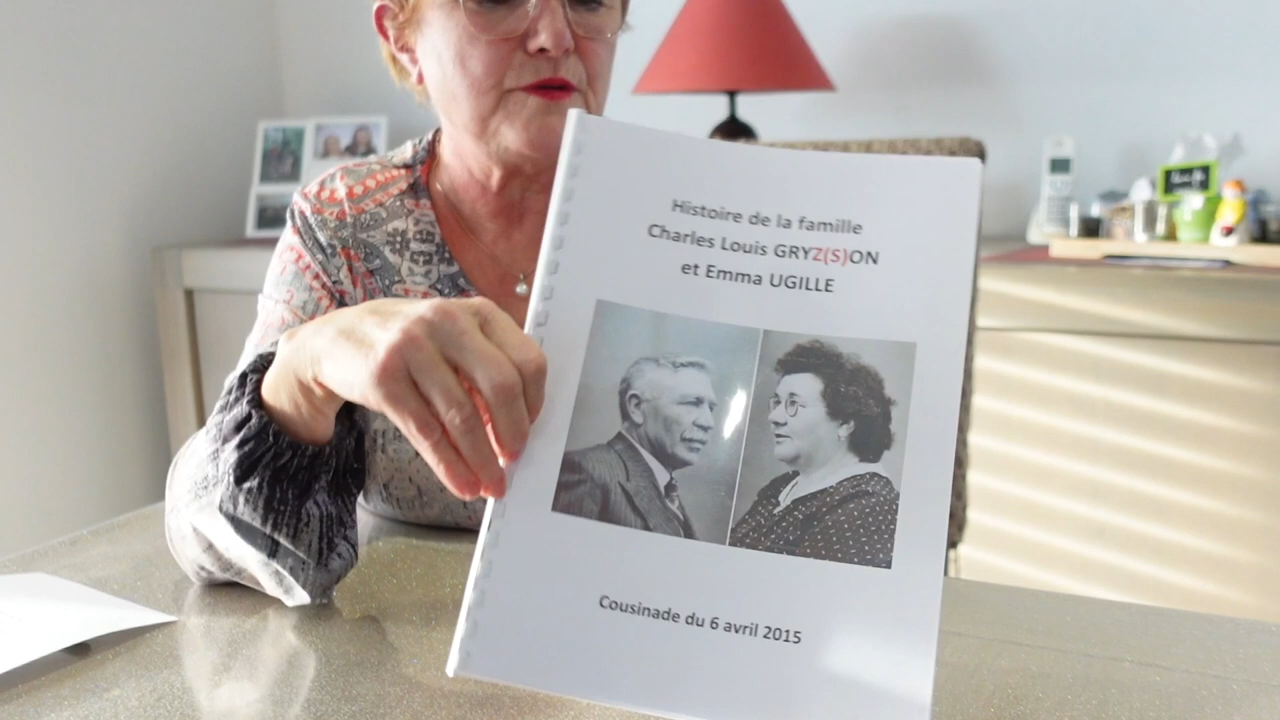 Histoire de la famille
Charles Louis GRYZ(S)ON
et Emma UGILLE
Cousinade du 6 avril 2015